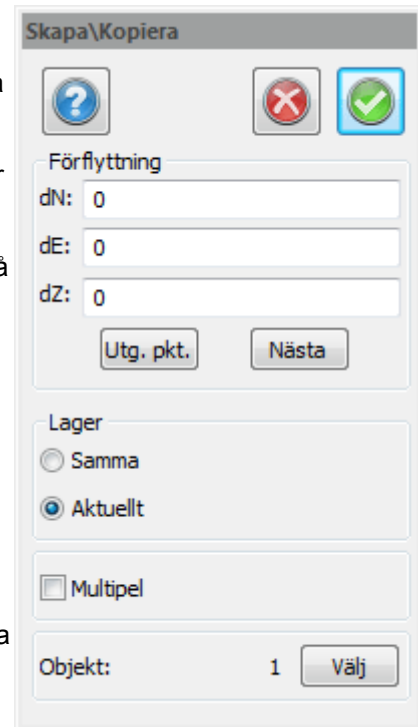 Skapa\Kopiera
a
Förflyttning
r
dN: 0
dE: 0
å
dZ: 0
Utg. pkt. Nästa
Lager
Samma
Aktuellt
Multipel
a
Objekt: 1 Välj